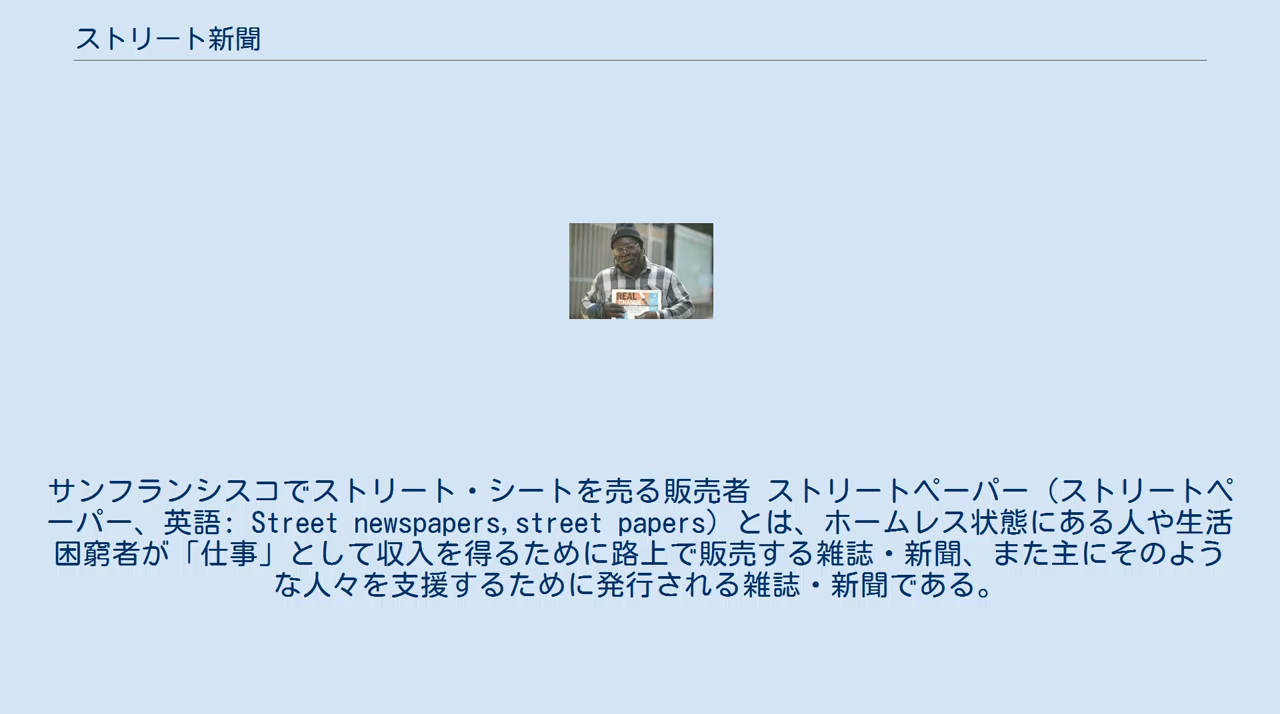 ストリート新聞
REAL
サンフランシスコでストリート・シートを売る販売者 ストリートペーパー（ストリートペ
ーパー、英語: Street newspapers,street papers）とは、ホームレス状態にある人や生活
困窮者が「仕事」として収入を得るために路上で販売する雑誌・新聞、また主にそのよう
な人々を支援するために発行される雑誌・新聞である。